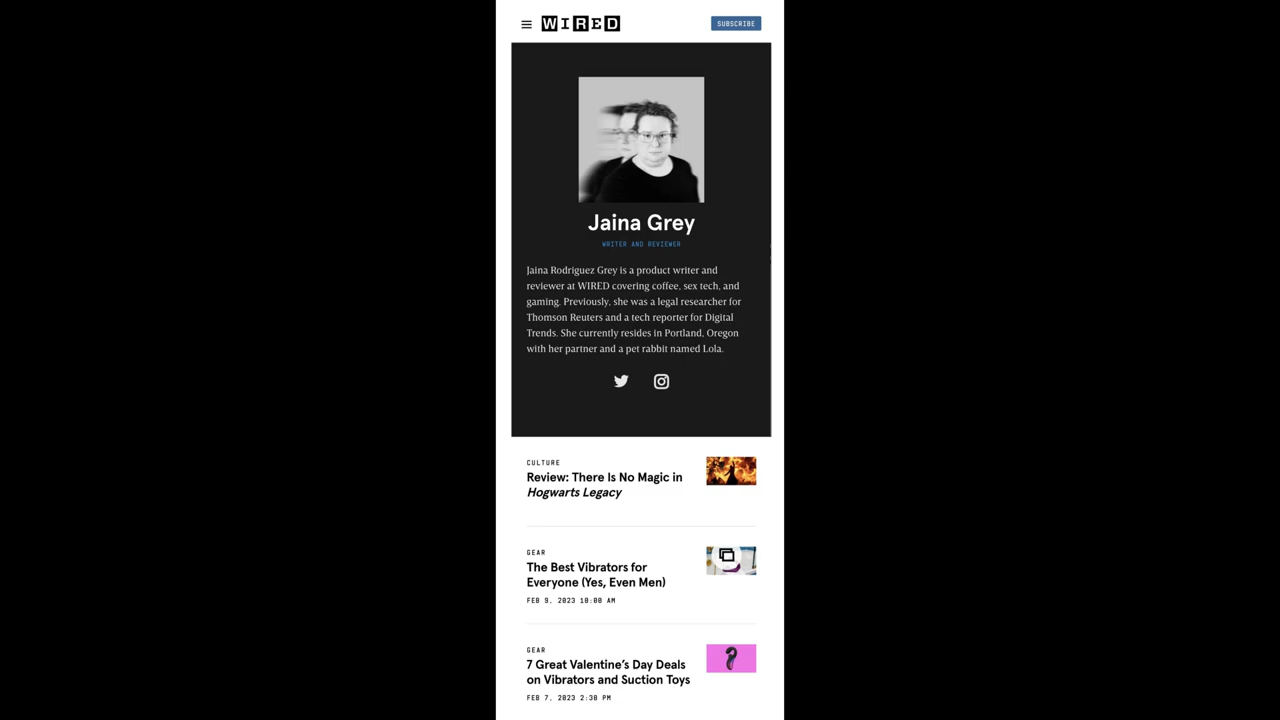 WIRED
SUBSCRIBE
Jaina Grey
WRITER AND REVIEWER
Jaina Rodriguez Grey is a product writer and
reviewer at WIRED covering coffee, sex tech, and
gaming. Previously, she was a legal researcher for
Thomson Reuters and a tech reporter for Digital
Trends. She currently resides in Portland, Oregon
with her partner and a pet rabbit named Lola.
CULTURE
Review: There Is No Magic in
Hogwarts Legacy
GEAR
The Best Vibrators for
Everyone (Yes, Even Men)
FEB 9, 2023 10:00 AM
GEAR
7 Great Valentine's Day Deals
on Vibrators and Suction Toys
FEB 7, 2023 2:30 PM